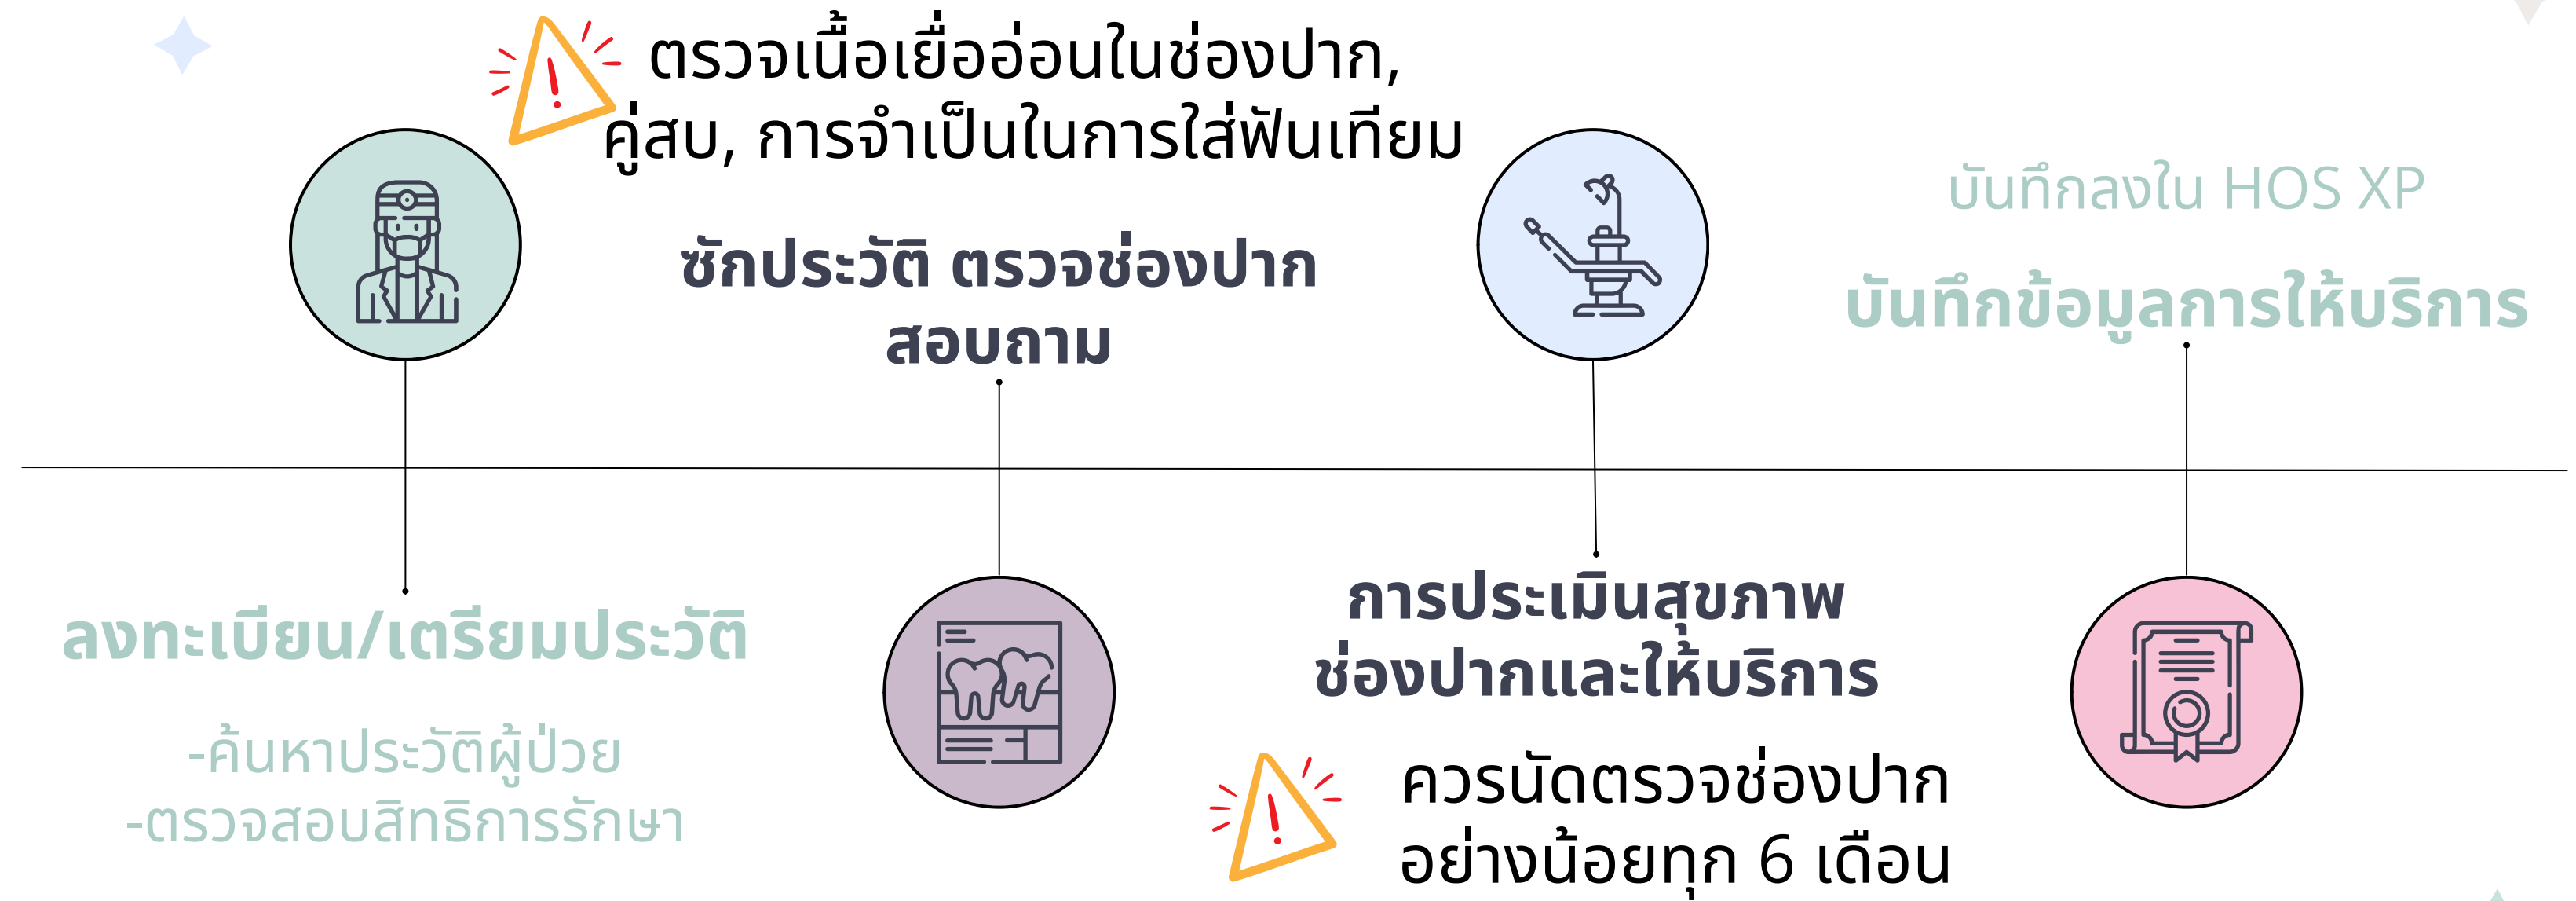 ตรวจเนื้อเยื่ออ่อนในช่องปาก,
คู่สบ, การจำเป็นในการใส่ฟันเทียม
ซักประวัติ ตรวจช่องปาก
สอบถาม
บันทึกลงใน HOS XP
บันทึกข้อมูลการให้บริการ
ลงทะเบียน/เตรียมประวัติ
-ค้นหาประวัติผู้ป่วย
-ตรวจสอบสิทธิการรักษา
การประเมินสุขภาพ
ช่องปากและให้บริการ
ควรนัดตรวจช่องปาก
อย่างน้อยทุก 6 เดือน